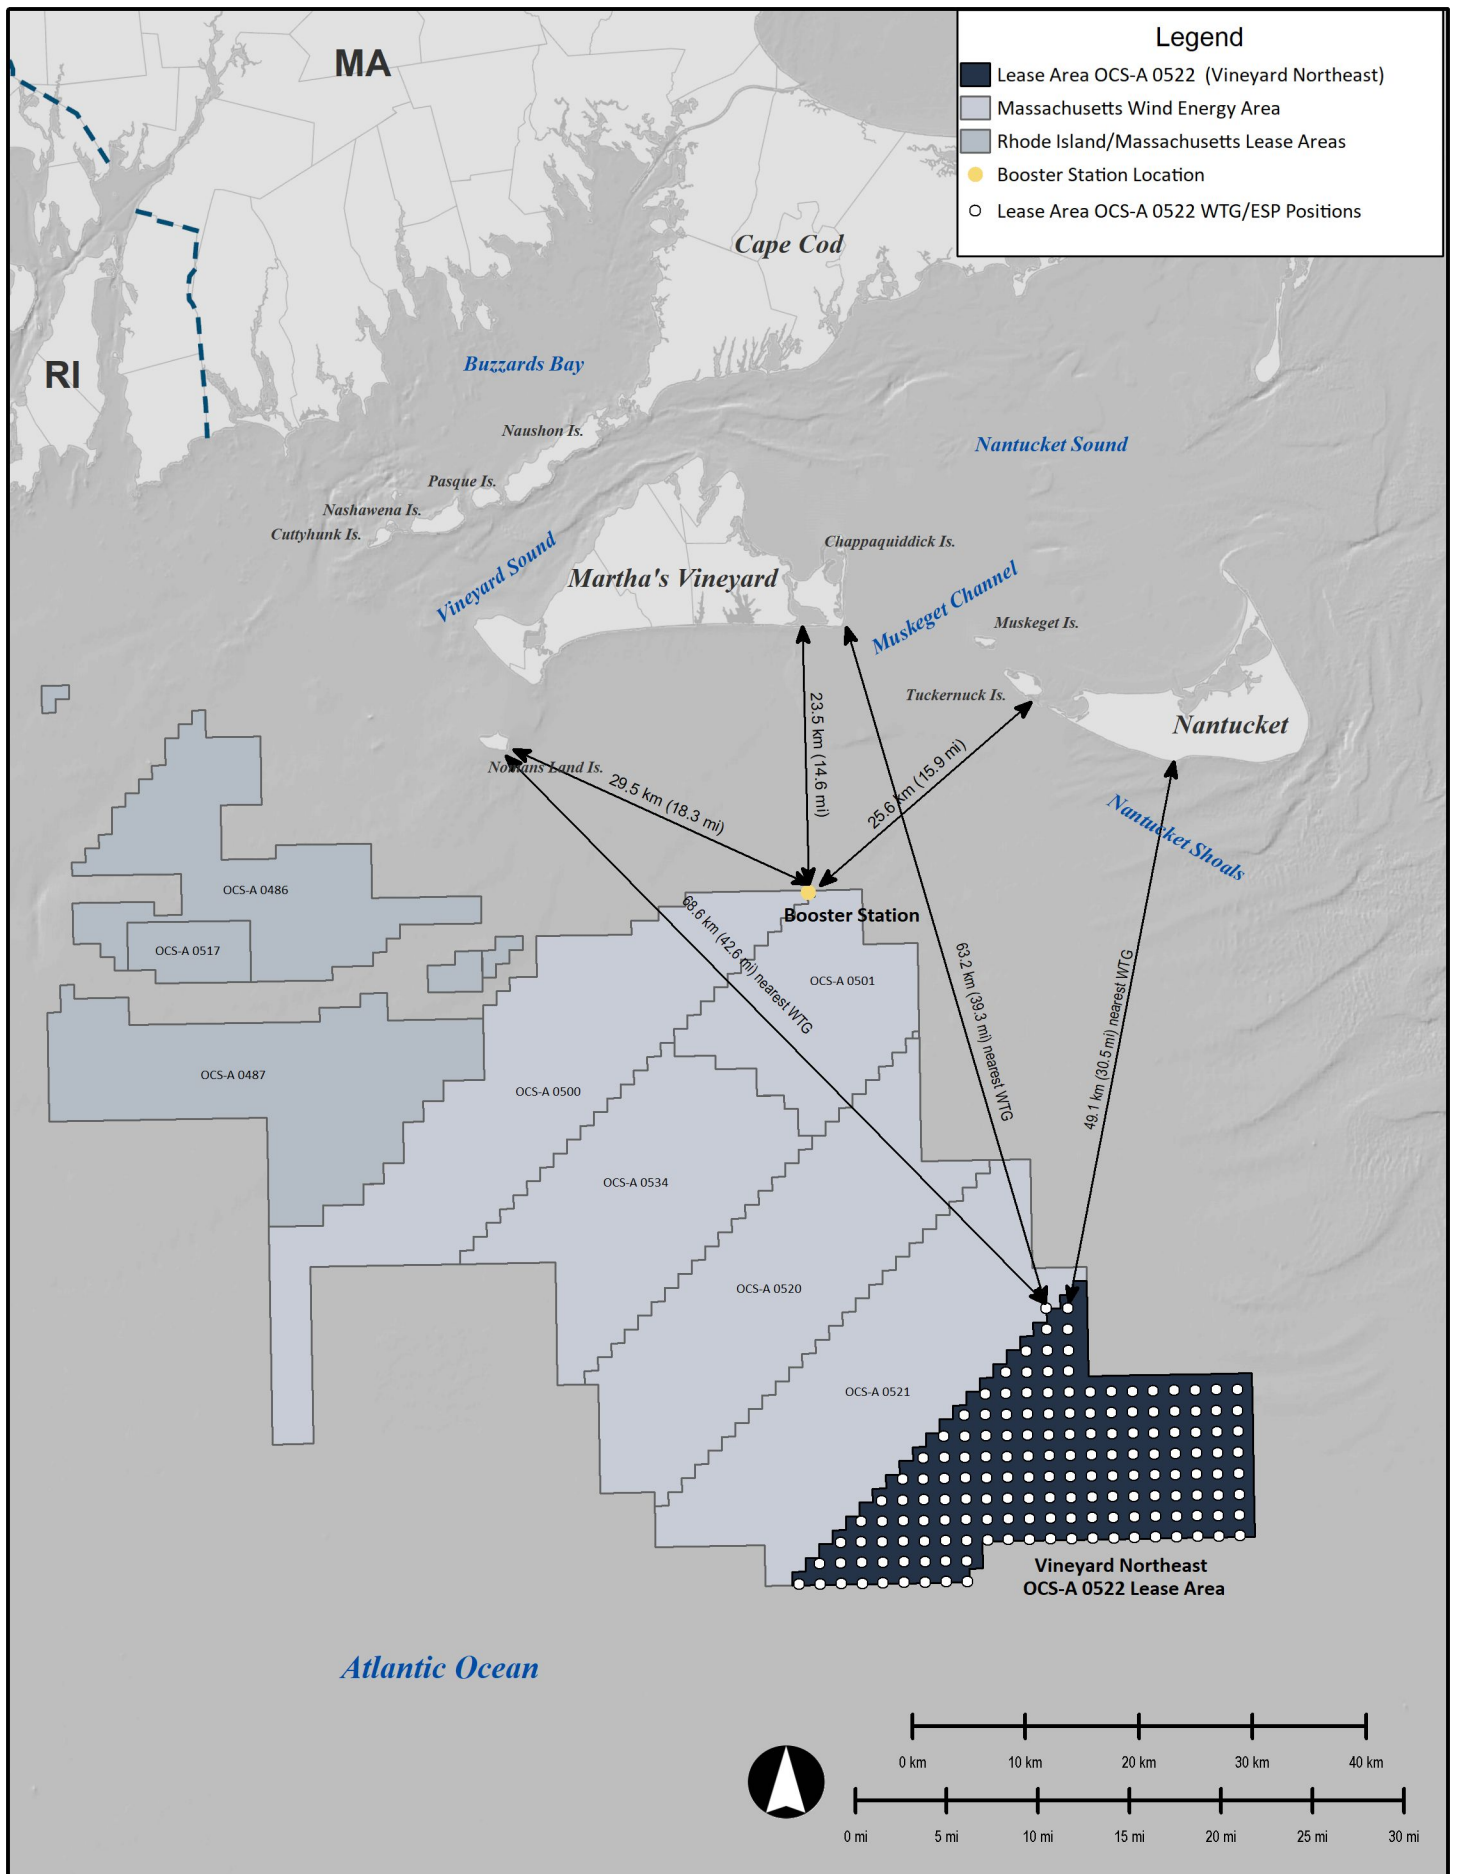 Legend
Lease Area OCS-A 0522 (Vineyard Northeast)
Massachusetts Wind Energy Area
Rhode Island/Massachusetts Lease Areas
Booster Station Location
Lease Area OCS-A 0522 WTG/ESP Positions
MA
Cape Cod
RI
Buzzards Bay
Naushon Is.
Nantucket Sound
Pasque Is.
Nashawena Is.
Cuttyhunk Is.
Chappaquiddick Is.
Vineyard Sound
Martha's Vineyard
Muskeget Channel
Muskeget Is.
Tuckernuck Is.
Nantucket
Nomans Land Is.
29.5 km (18.3 mi)
23.5 km (14.6 mi)
25.6 km (15.9 mi)
Nantucket Shoals
OCS-A 0486
Booster Station
68.6 km (42.6 mi) nearest WTG
OCS-A 0517
OCS-A 0501
63.2 km (39.3 mi) nearest WTG
49.1 km (30.5 mi) nearest WTG
OCS-A 0487
OCS-A 0500
OCS-A 0534
OCS-A 0520
OCS-A 0521
Vineyard Northeast
OCS-A 0522 Lease Area
Atlantic Ocean
0 km 10 km 20 km 30 km 40 km
0 mi 5 mi 10 mi 15 mi 20 mi 25 mi 30 mi